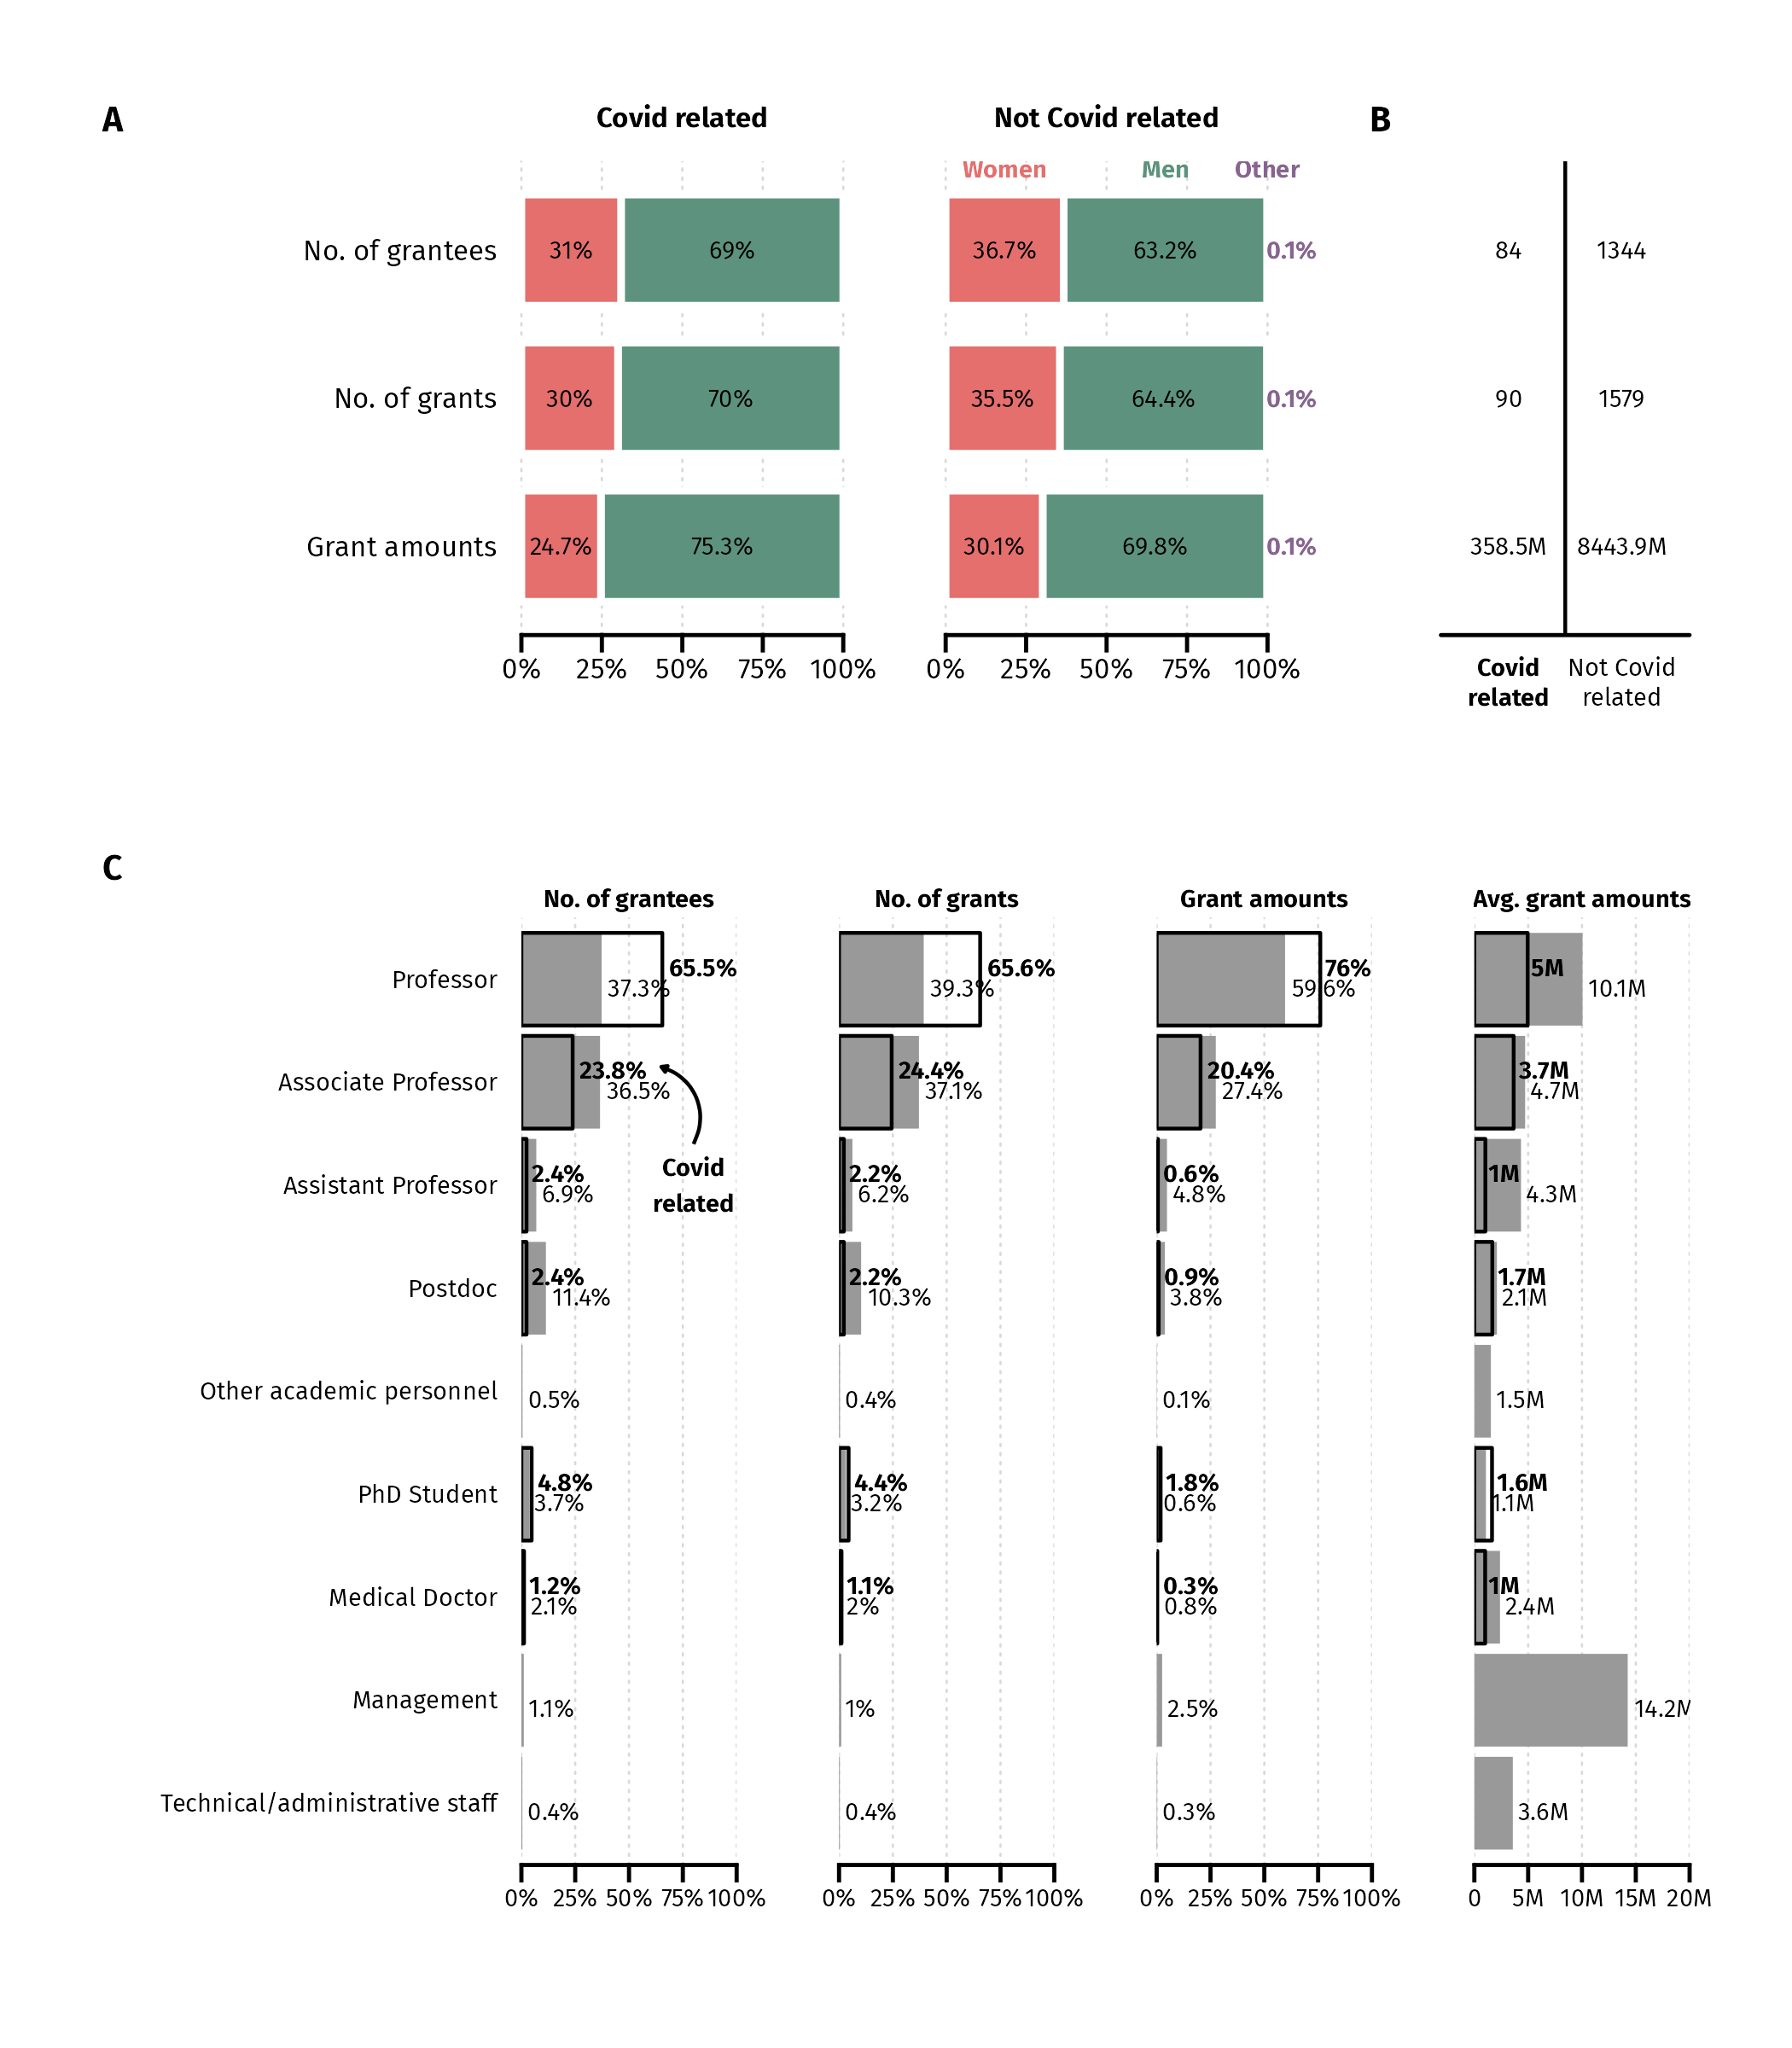 A
Covid related
Not Covid related
B
Women Men Other
No. of grantees 31% 69% 36.7% 63.2% 0.1% 84 1344
No. of grants 30% 70% 35.5% 64.4% 0.1% 90 1579
Grant amounts 24.7% 75.3% 30.1% 69.8% 0.1% 358.5M 8443.9M
0% 25% 50% 75% 100% 0% 25% 50% 75% 100%
Covid
related
Not Covid
related
C
No. of grantees No. of grants Grant amounts Avg. grant amounts
Professor
65.5% 65.6% 76% 5M
37.3% 39.3% 59.6% 10.1M
Associate Professor
23.8% 24.4% 20.4% 3.7M
36.5% 37.1% 27.4% 4.7M
Covid
related
Assistant Professor
2.4% 2.2% 0.6% 1M
6.9% 6.2% 4.8% 4.3M
Postdoc
2.4% 2.2% 0.9% 1.7M
11.4% 10.3% 3.8% 2.1M
Other academic personnel
0.5% 0.4% 0.1% 1.5M
PhD Student
4.8% 4.4% 1.8% 1.6M
3.7% 3.2% 0.6% 1.1M
Medical Doctor
1.2% 1.1% 0.3% 1M
2.1% 2% 0.8% 2.4M
Management
1.1% 1% 2.5% 14.2M
Technical/administrative staff
0.4% 0.4% 0.3% 3.6M
0% 25% 50% 75% 100% 0% 25% 50% 75% 100% 0% 25% 50% 75% 100% 0 5M 10M 15M 20M